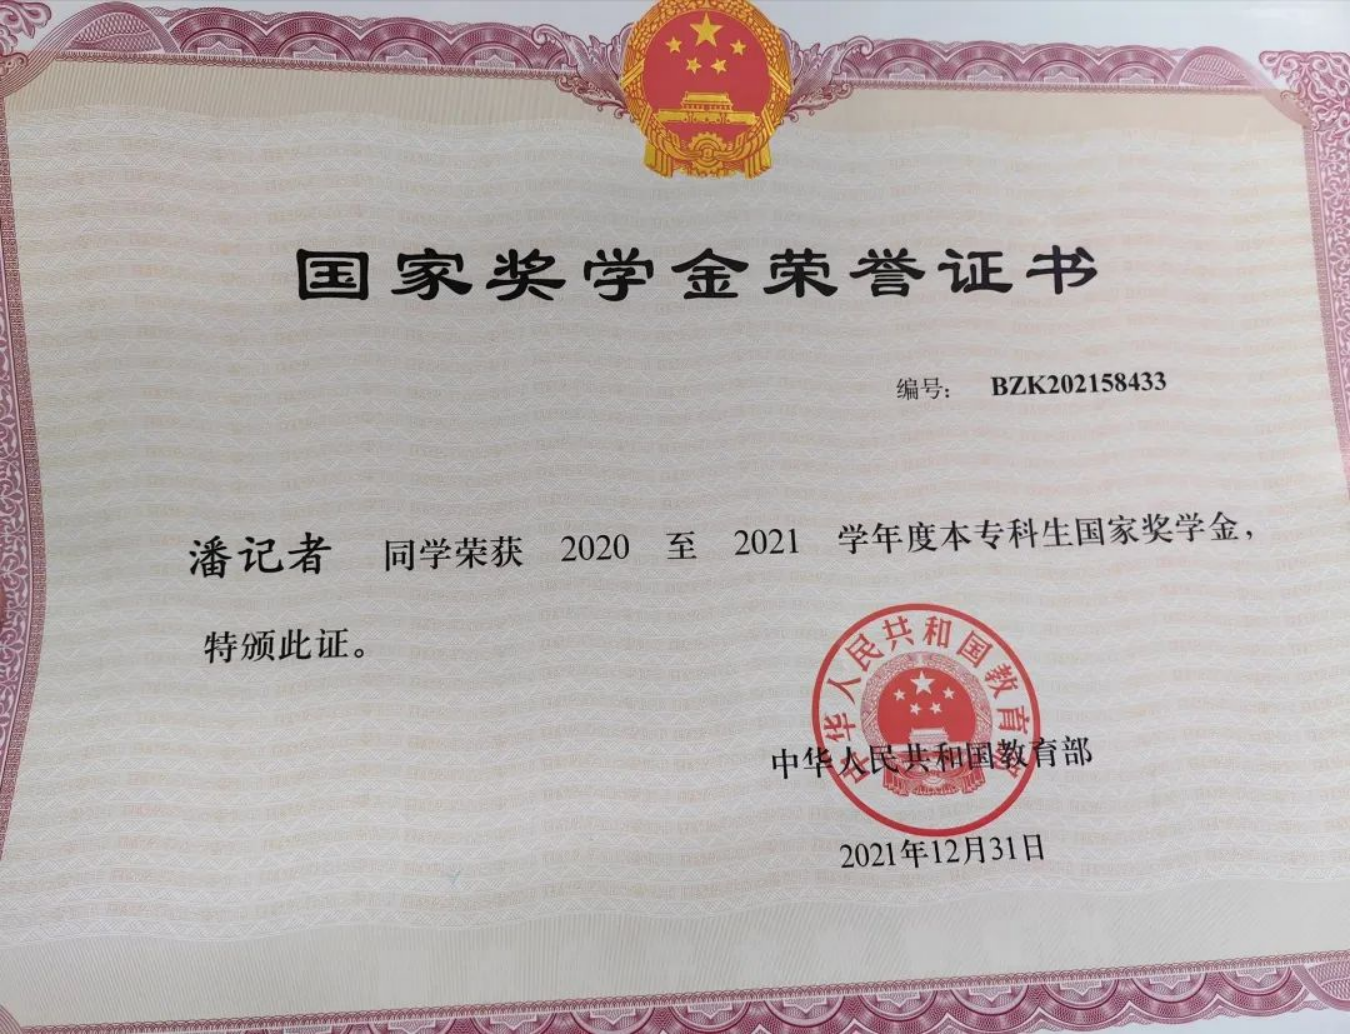 国家奖学金荣誉证书
编号： BZK202158433
潘记者 同学荣获 2020 至 2021 学年度本专科生国家奖学金，
特颁此证。
中华人民共和国教育部
中华人民共和国教育部
2021年12月31日